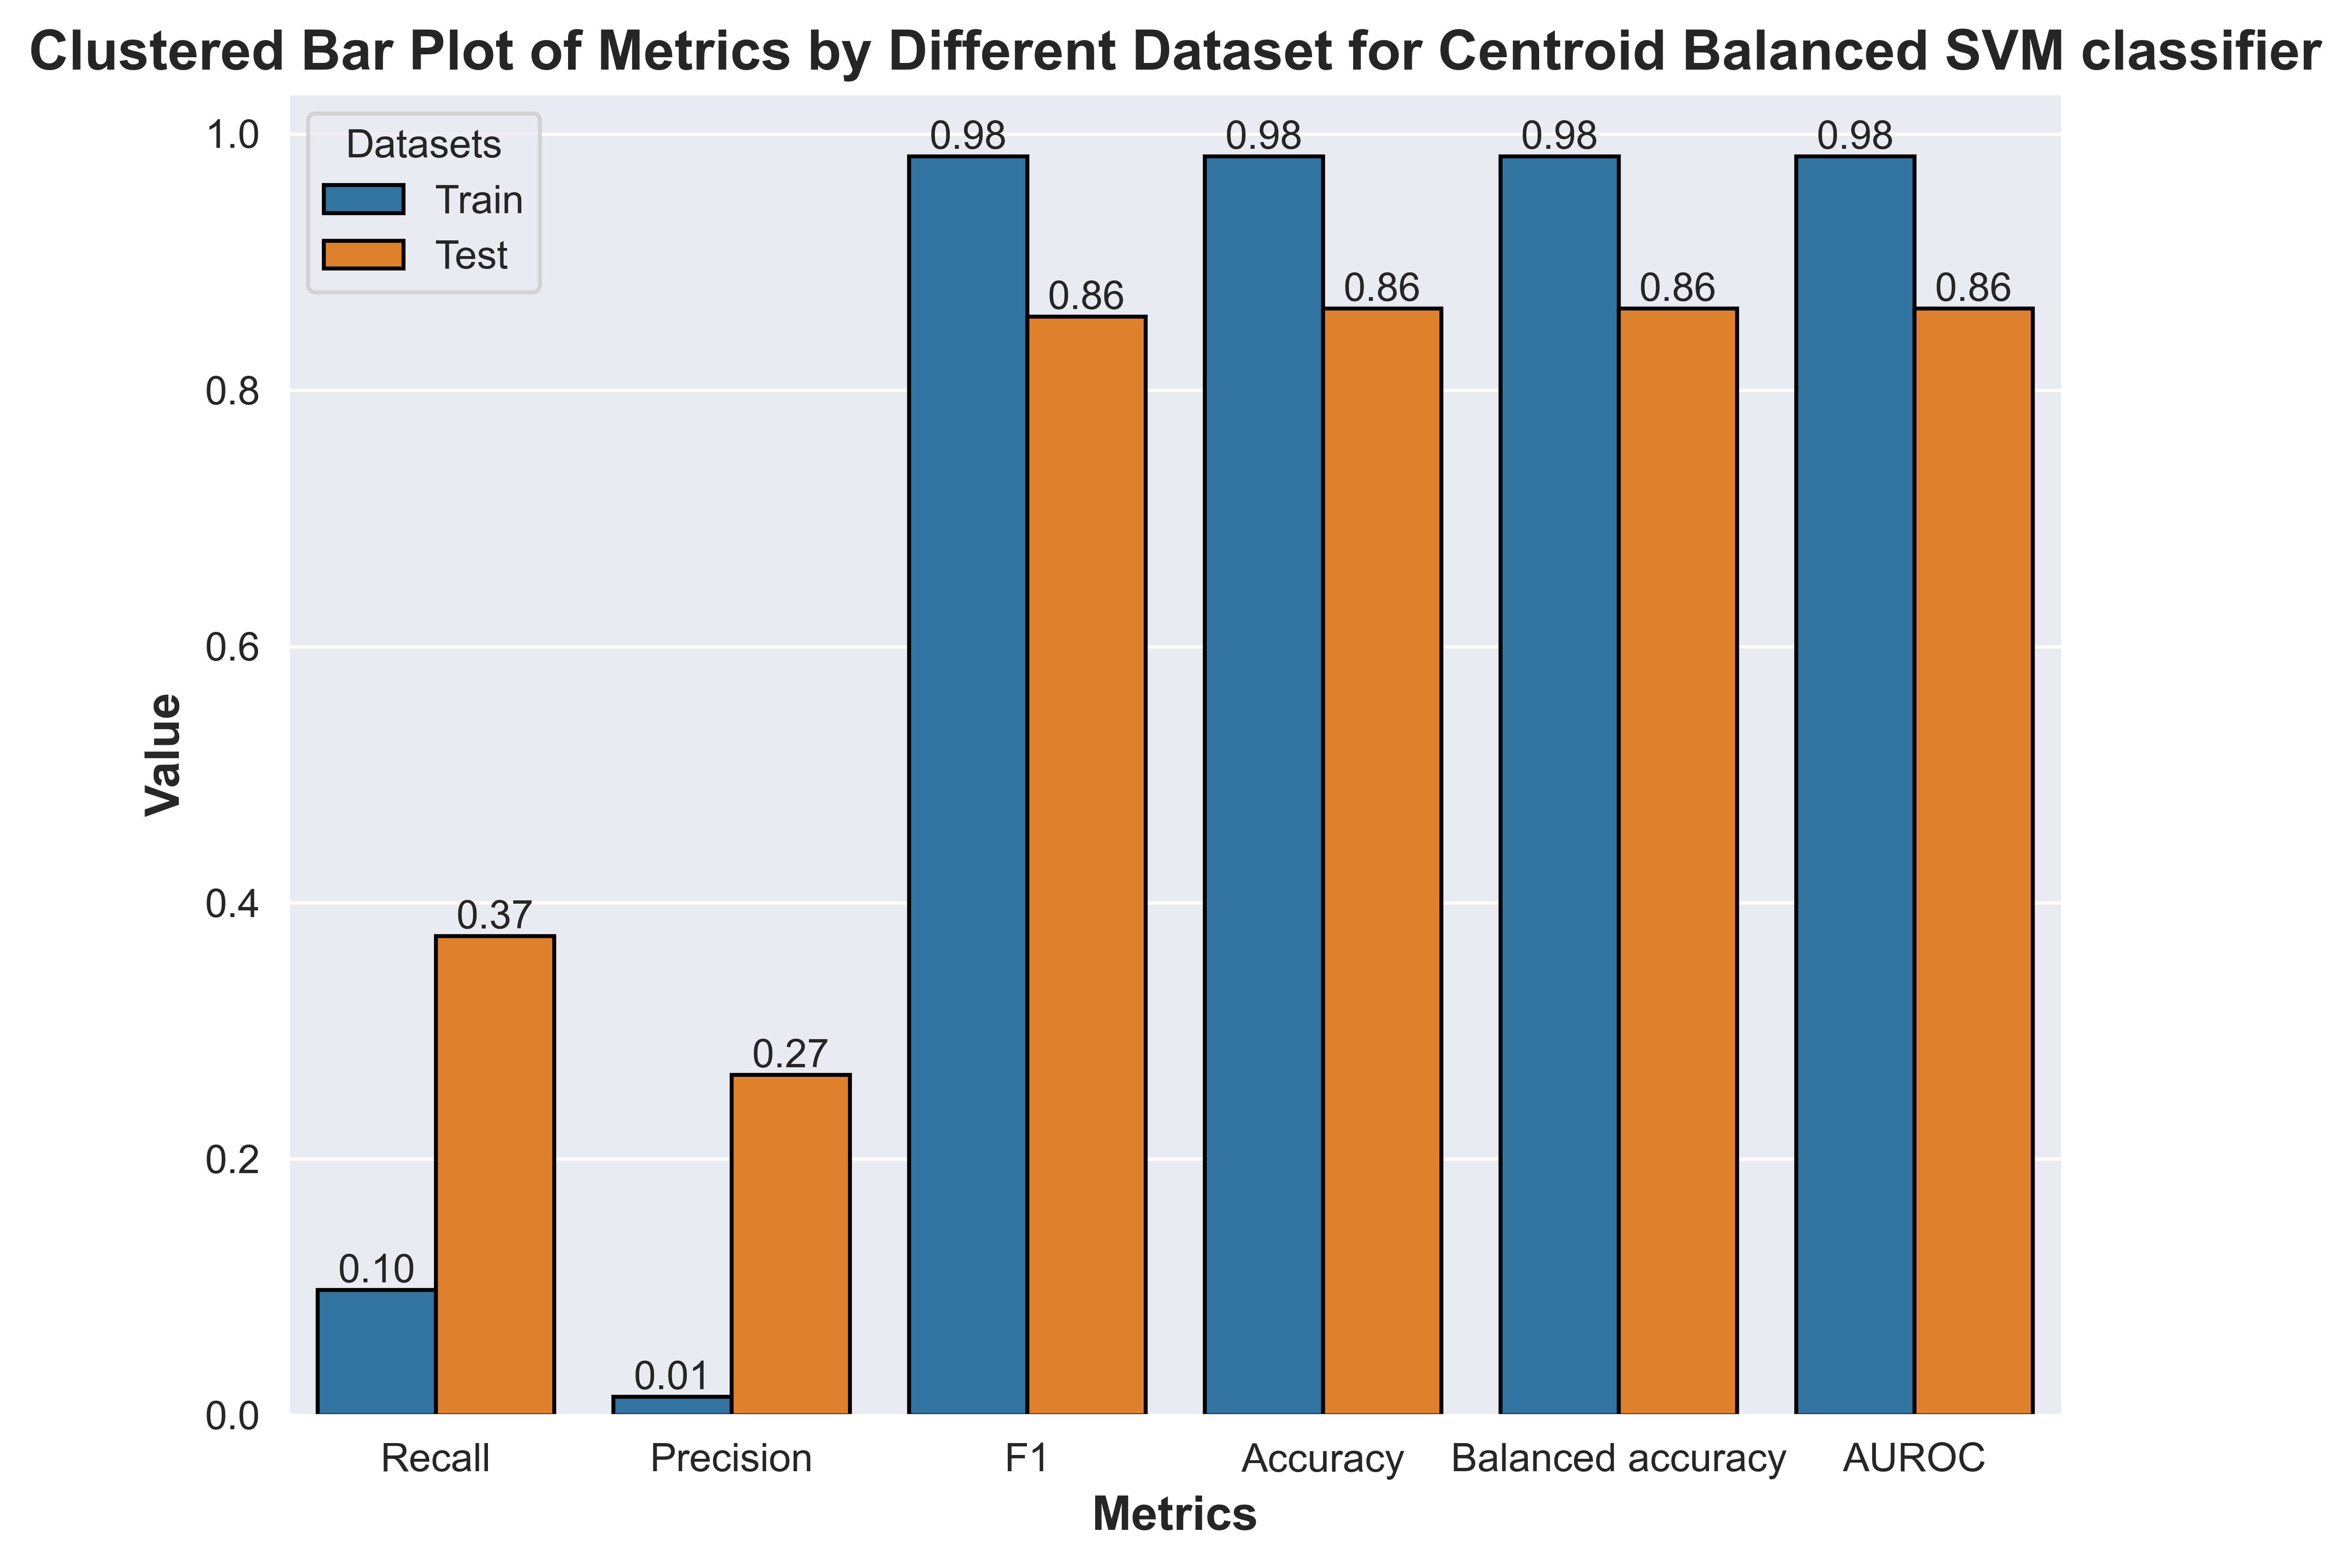 Clustered Bar Plot of Metrics by Different Dataset for Centroid Balanced SVM classifier
Datasets
Train
Test
Value
1.0
0.8
0.6
0.4
0.2
0.0
0.10
0.37
0.01
0.27
0.98
0.86
0.98
0.86
0.98
0.86
0.98
0.86
Recall
Precision
F1
Accuracy
Balanced accuracy
AUROC
Metrics